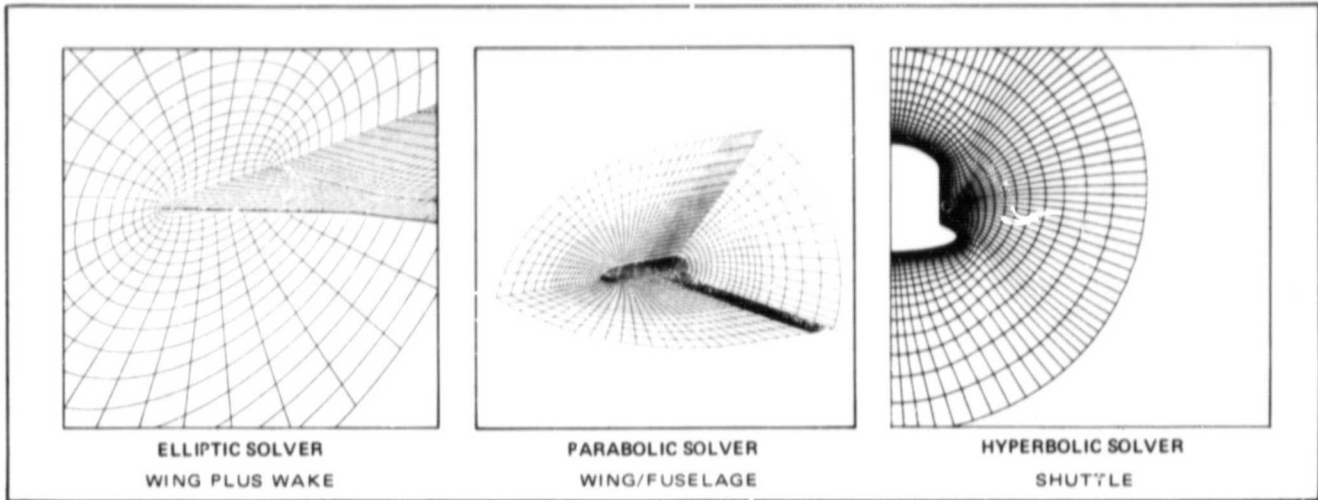 ELLIPTIC SOLVER
WING PLUS WAKE
PARABOLIC SOLVER
WING/FUSELAGE
HYPERBOLIC SOLVER
SHUTTLE